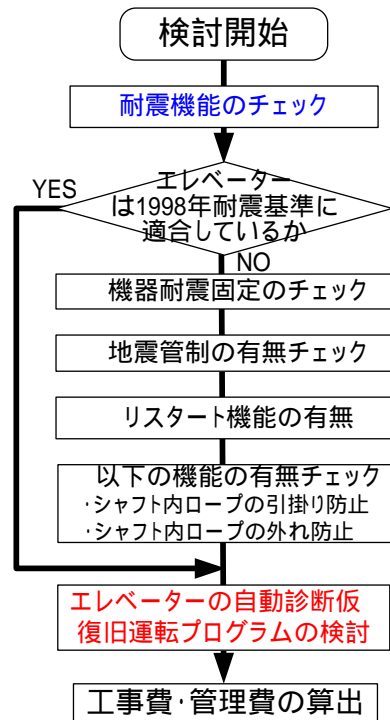 検討開始
耐震機能のチェック
YES
エレベーター
は1998年耐震基準に
適合しているか
NO
機器耐震固定のチェック
地震管制の有無チェック
リスタート機能の有無
以下の機能の有無チェック
・シャフト内ロープの引掛り防止
・シャフト内ロープの外れ防止
エレベーターの自動診断仮
復旧運転プログラムの検討
工事費・管理費の算出